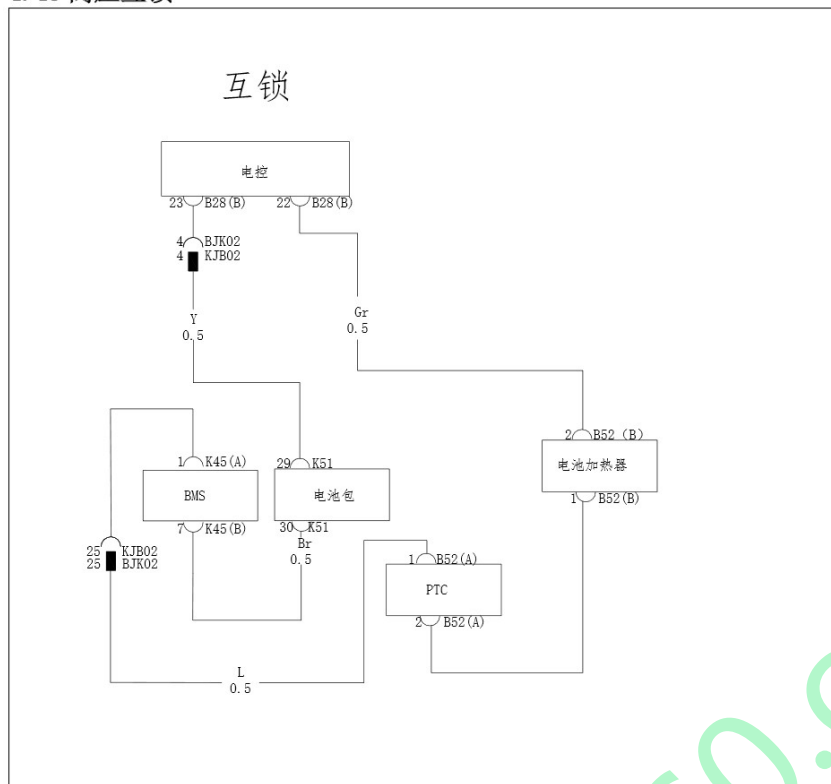 互锁
电控
23 B28(B) 22 B28(B)
4 BJK02
4 KJB02
Y
0.5
Gr
0.5
2 B52 (B)
电池加热器
1 B52(B)
1 K45(A) 29 K51
BMS 电池包
7 K45(B) 30 K51
Br
0.5
25 KJB02
25 BJK02
1 B52(A)
PTC
2 B52(A)
L
0.5